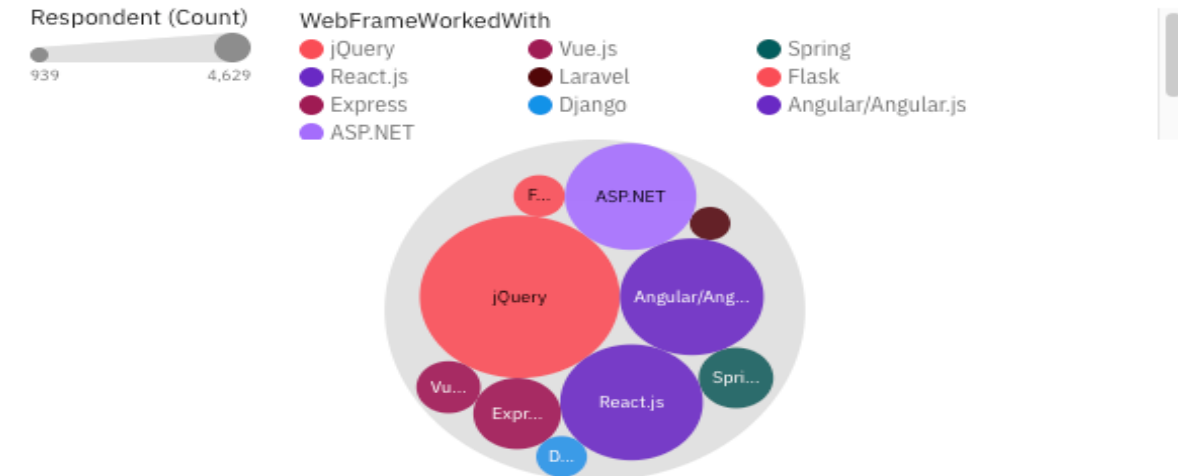 Respondent (Count)
939 4,629
WebFrameWorkedWith
jQuery Vue.js Spring
React.js Laravel Flask
Express Django Angular/Angular.js
ASP.NET
F... ASP.NET
jQuery Angular/Ang...
Vu... Expr... React.js Spri...
D...